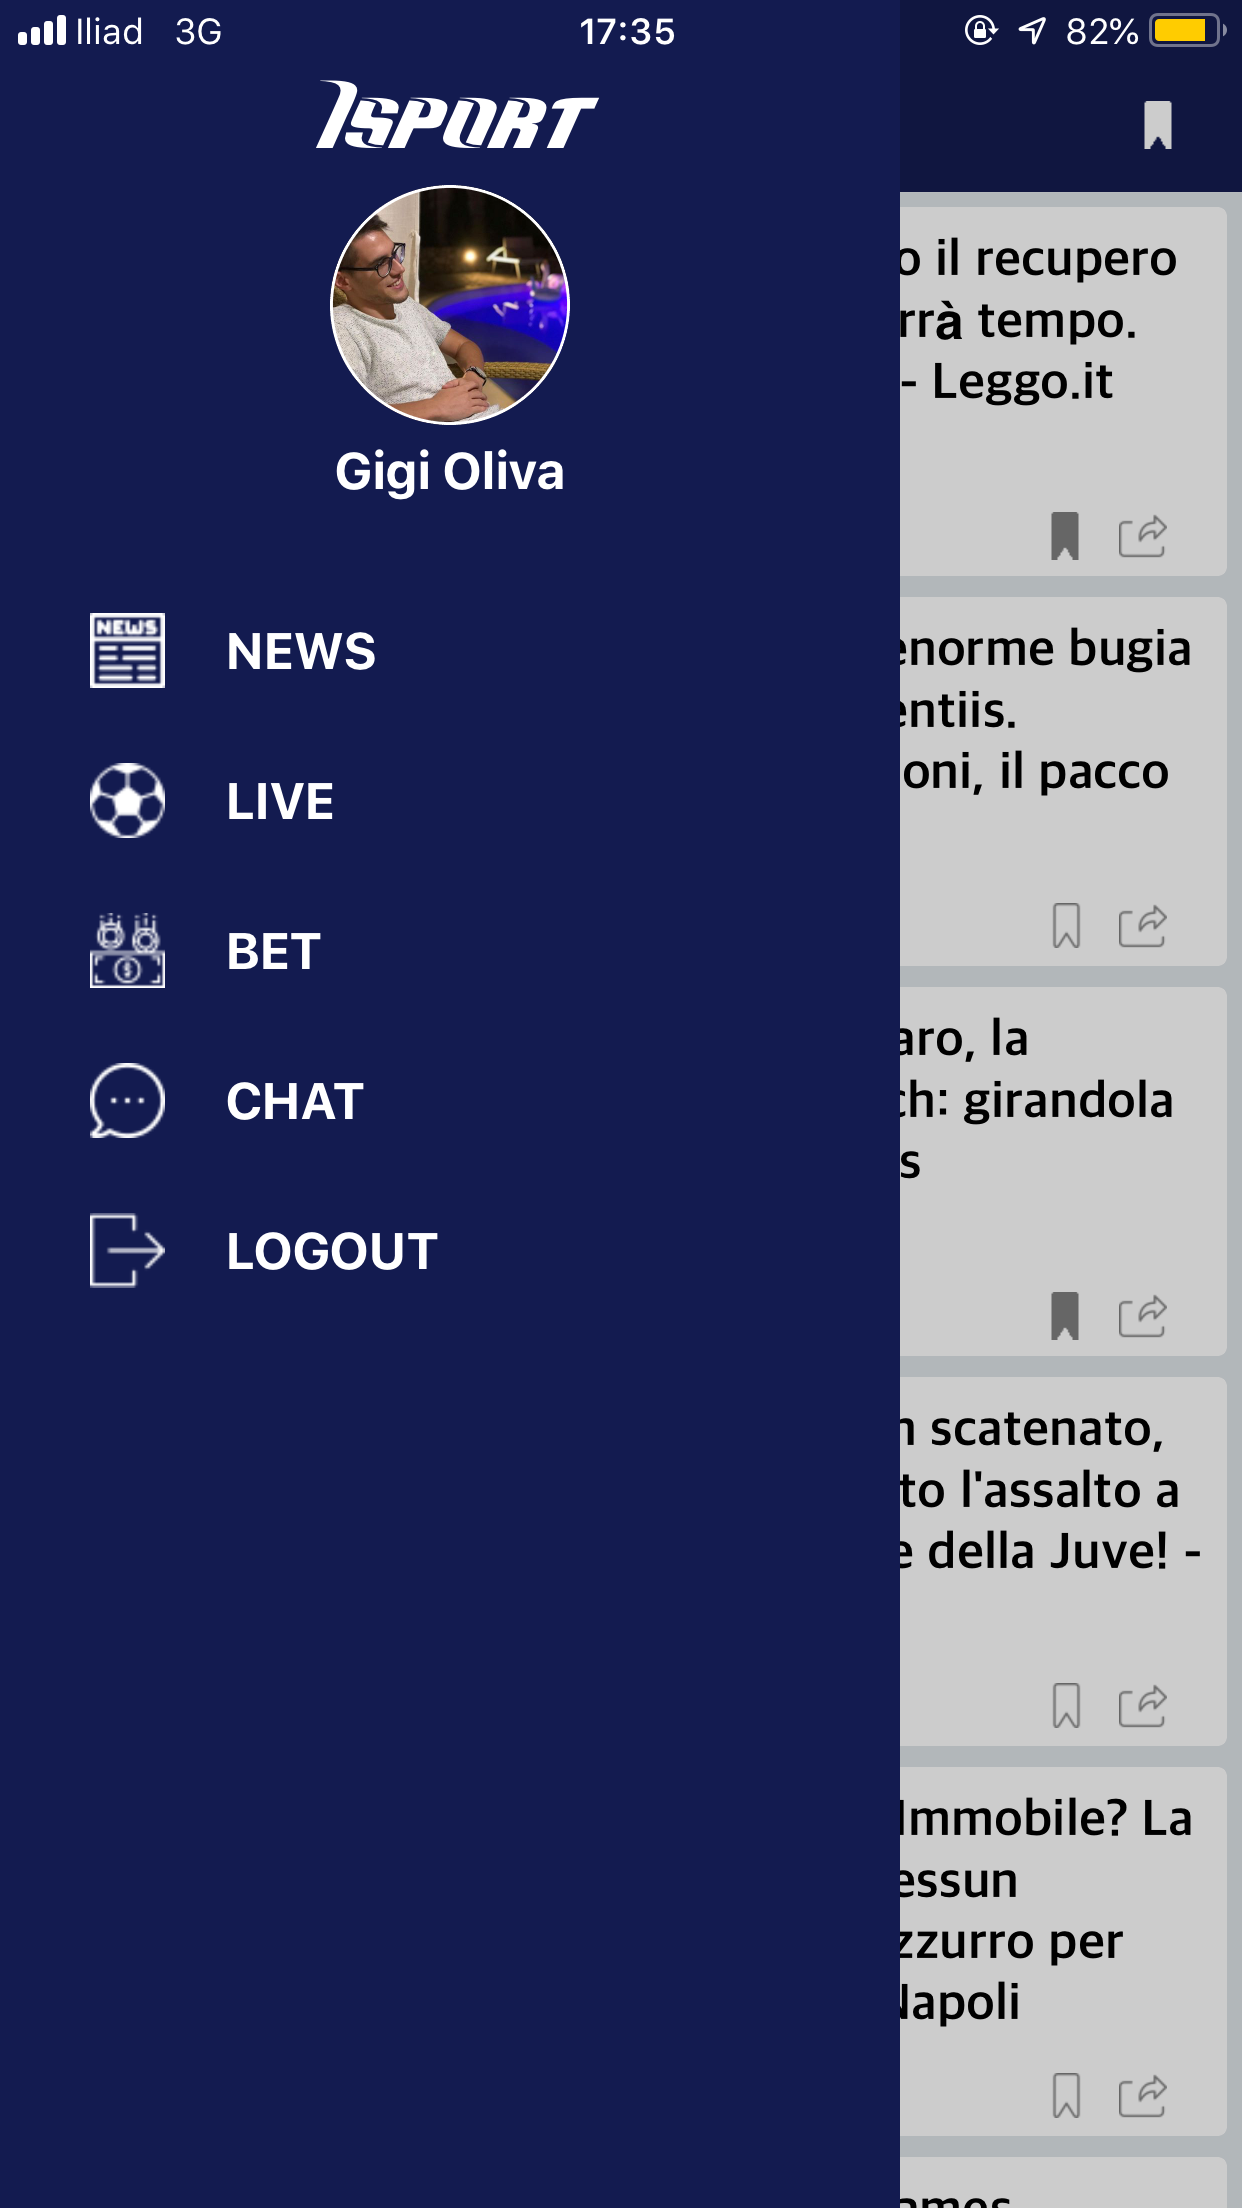 Iliad 3G 17:35 82%
1SPORT
Gigi Oliva
NEWS
NEWS
LIVE
BET
CHAT
LOGOUT
o il recupero
rrà tempo.
- Leggo.it
enorme bugia
entiis.
oni, il pacco
aro, la
ch: girandola
s
n scatenato,
to l'assalto a
e della Juve! -
Immobile? La
essun
zzurro per
Napoli